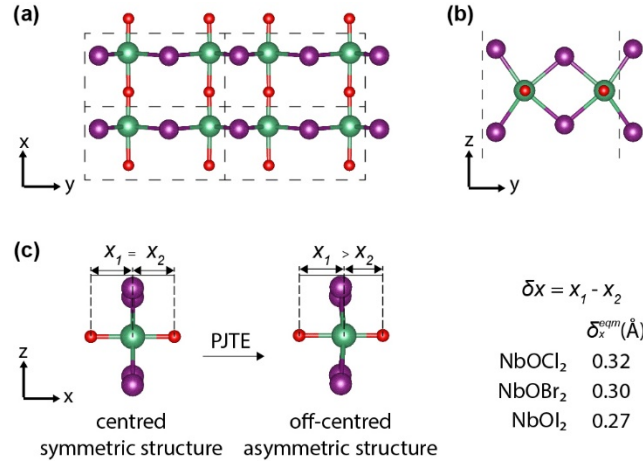 (a)
x
y
(b)
z
y
(c)
x₁ = x₂
z
x
centred
symmetric structure
PJTE
x₁ > x₂
off-centred
asymmetric structure
δx = x₁ - x₂
δₓᵉqᵐ(Å)
NbOCl₂ 0.32
NbOBr₂ 0.30
NbOI₂ 0.27